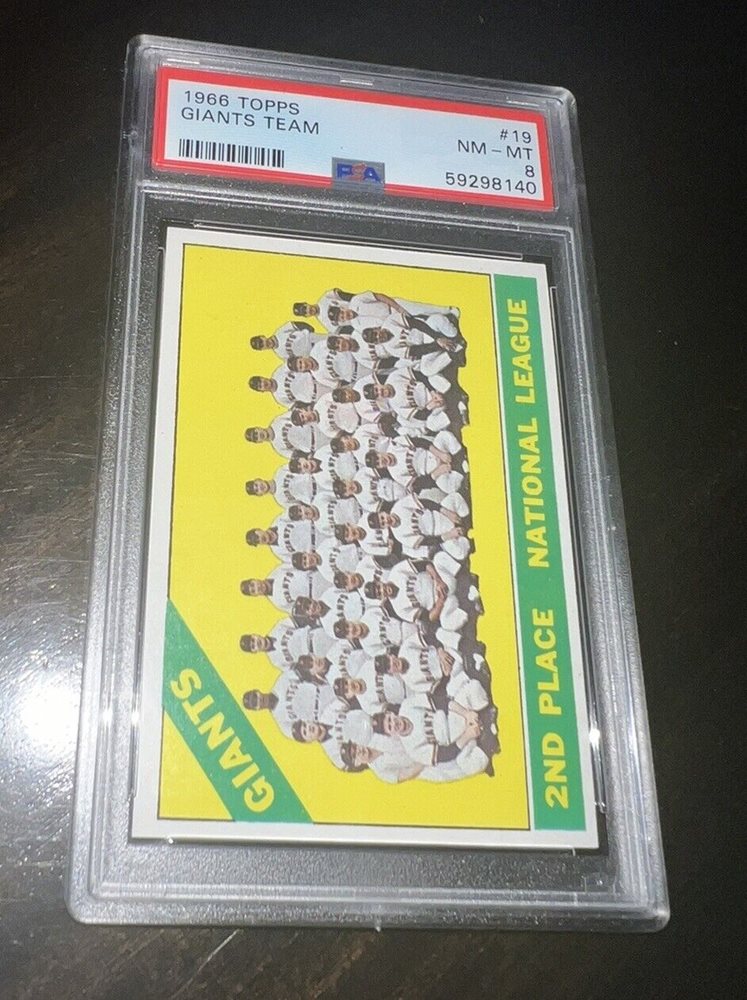 1966 TOPPS
GIANTS TEAM
#19
NM - MT
8
59298140
PSA
GIANTS
2ND PLACE NATIONAL LEAGUE